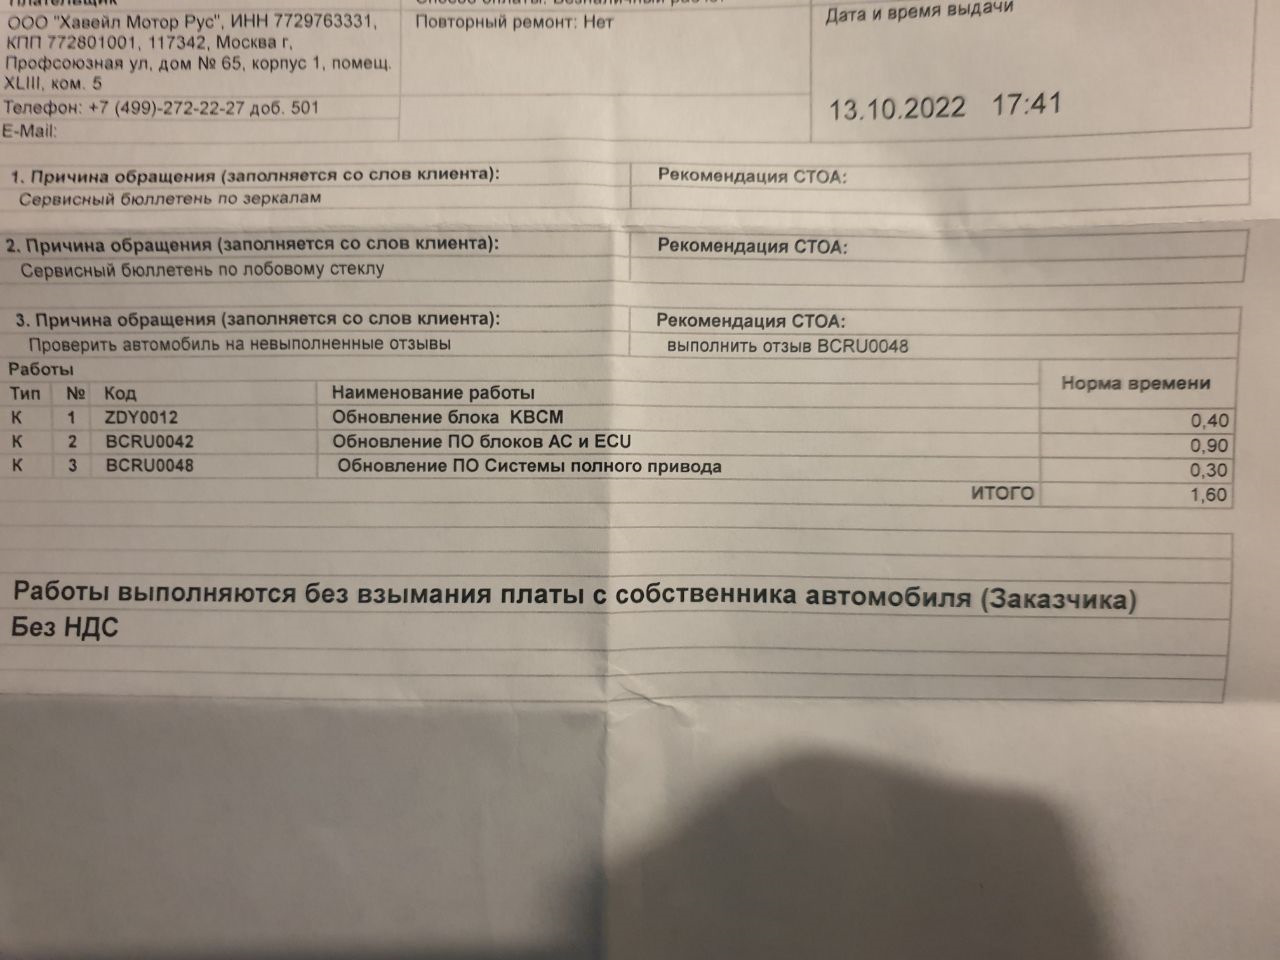 Плательщик
ООО "Хавейл Мотор Рус", ИНН 7729763331,
КПП 772801001, 117342, Москва г,
Профсоюзная ул, дом № 65, корпус 1, помещ.
XLIII, ком. 5
Телефон: +7 (499)-272-22-27 доб. 501
E-Mail:
Способ оплаты: Безналичный расчет
Повторный ремонт: Нет
Дата и время выдачи
13.10.2022 17:41
1. Причина обращения (заполняется со слов клиента):
Рекомендация СТОА:
Сервисный бюллетень по зеркалам
2. Причина обращения (заполняется со слов клиента):
Рекомендация СТОА:
Сервисный бюллетень по лобовому стеклу
3. Причина обращения (заполняется со слов клиента):
Рекомендация СТОА:
Проверить автомобиль на невыполненные отзывы
выполнить отзыв BCRU0048
Работы
Тип № Код Наименование работы Норма времени
К 1 ZDY0012 Обновление блока KBCM 0,40
К 2 BCRU0042 Обновление ПО блоков AC и ECU 0,90
К 3 BCRU0048 Обновление ПО Системы полного привода 0,30
ИТОГО 1,60
Работы выполняются без взымания платы с собственника автомобиля (Заказчика)
Без НДС